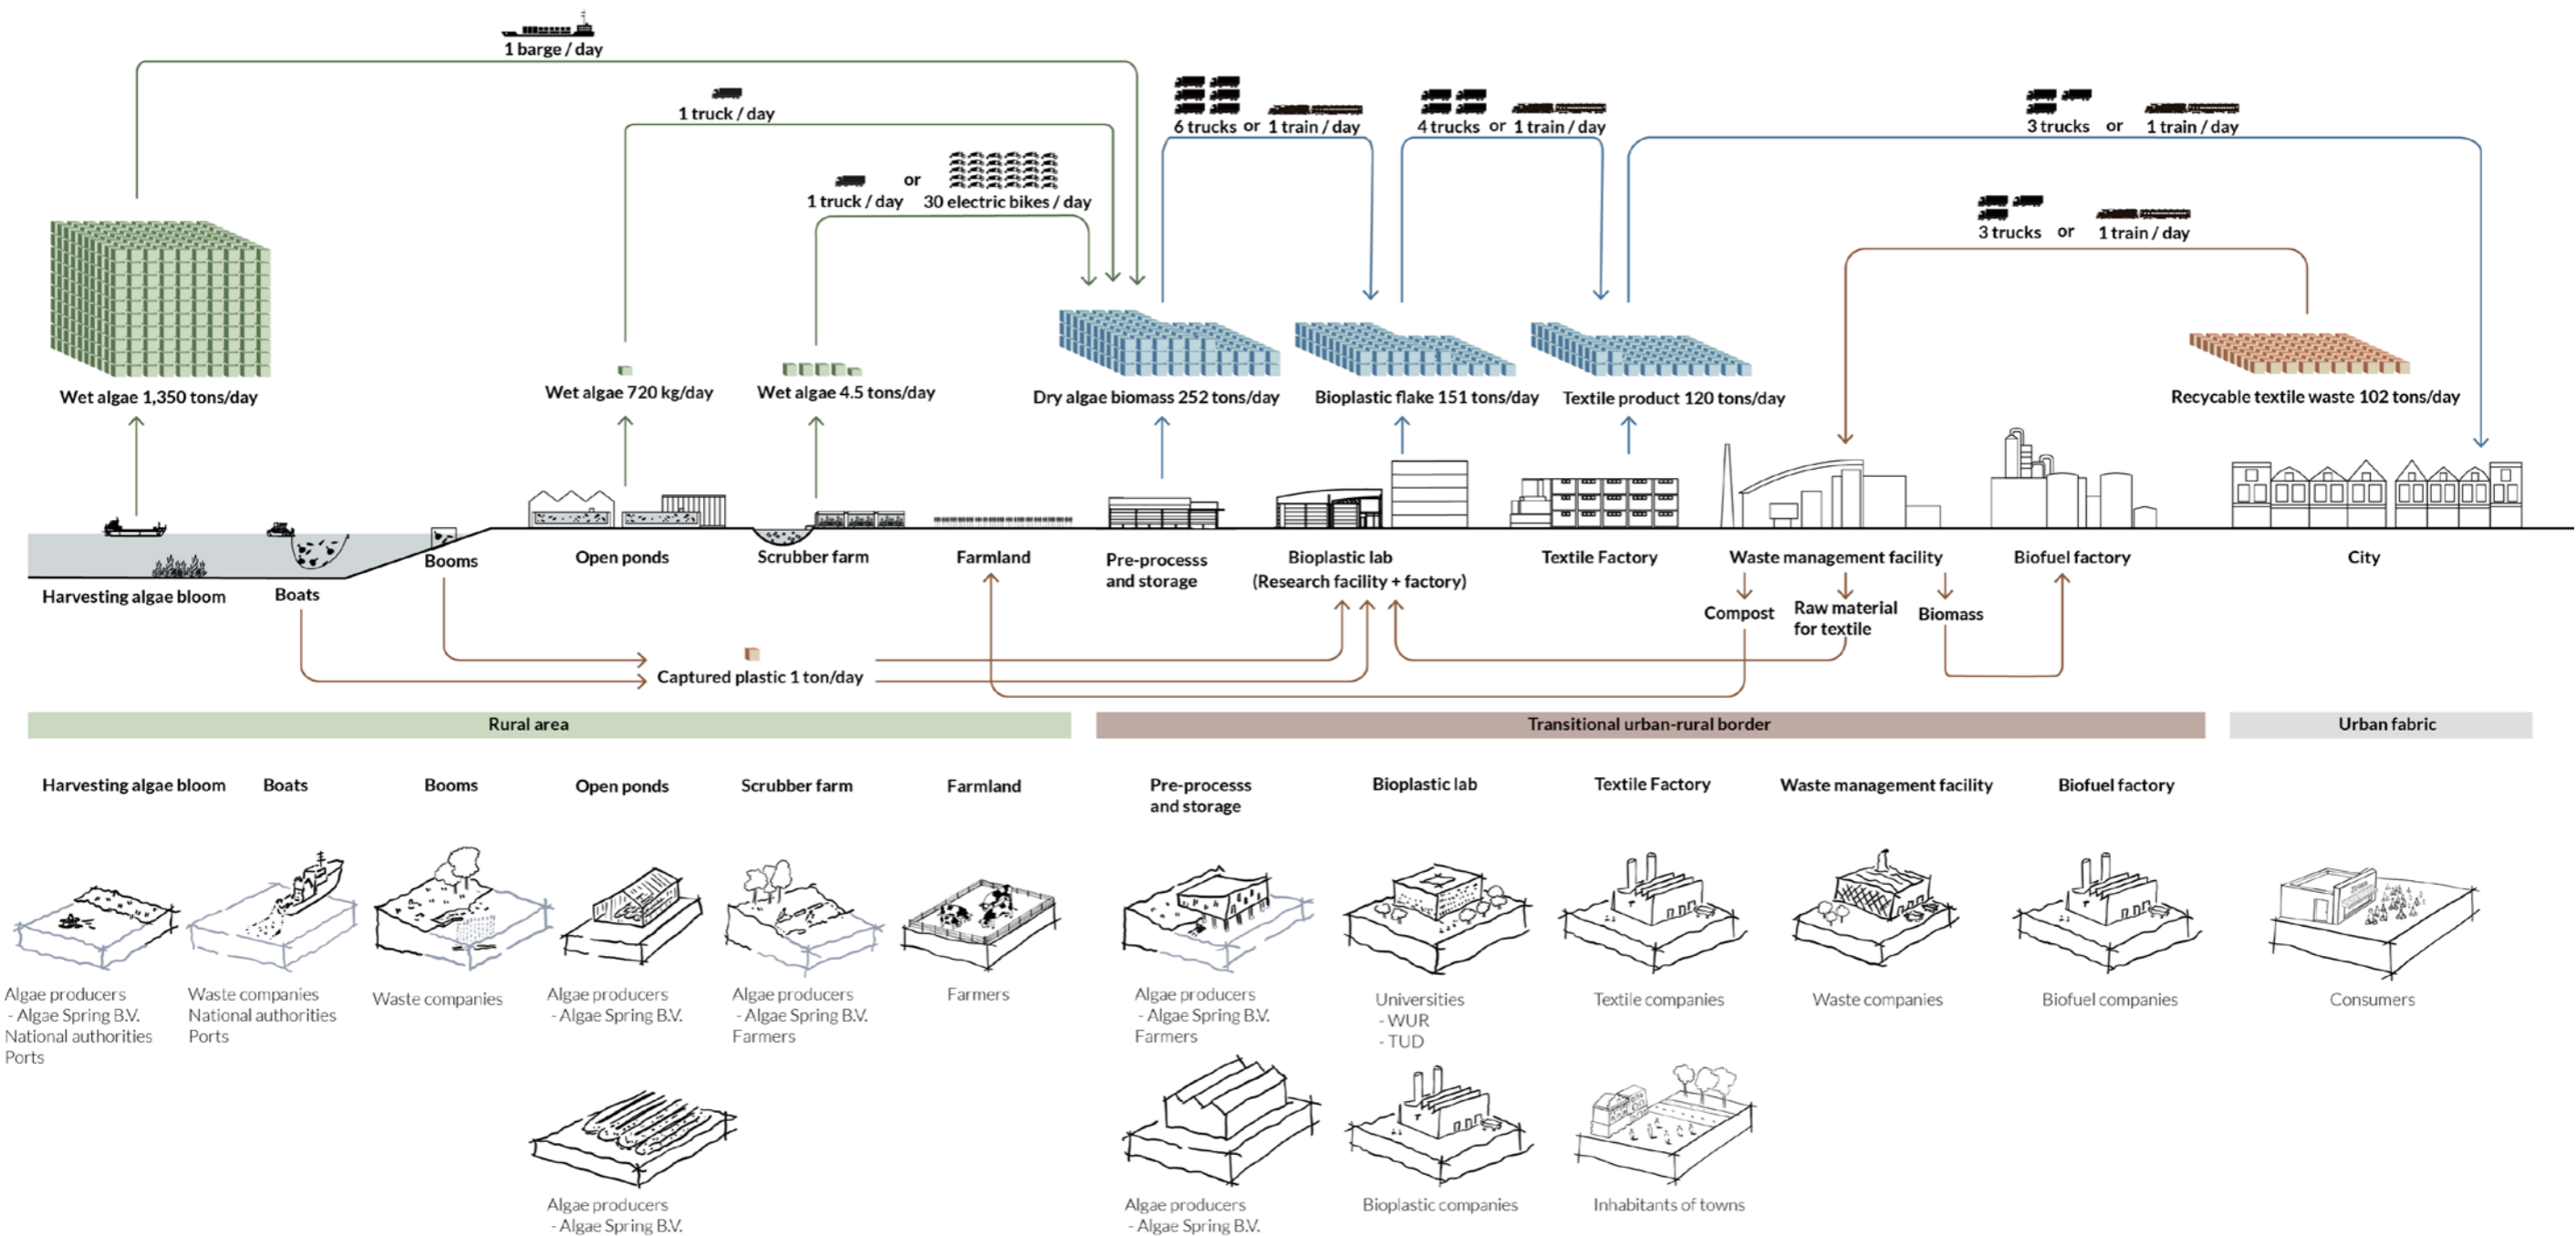 1 barge / day
1 truck / day
6 trucks or 1 train / day
4 trucks or 1 train / day
3 trucks or 1 train / day
or
1 truck / day 30 electric bikes / day
3 trucks or 1 train / day
Wet algae 1,350 tons/day
Wet algae 720 kg/day
Wet algae 4.5 tons/day
Dry algae biomass 252 tons/day
Bioplastic flake 151 tons/day
Textile product 120 tons/day
Recycable textile waste 102 tons/day
Harvesting algae bloom
Boats
Booms
Open ponds
Scrubber farm
Farmland
Pre-processs
and storage
Bioplastic lab
(Research facility + factory)
Textile Factory
Waste management facility
Biofuel factory
City
Compost
Raw material
for textile
Biomass
Captured plastic 1 ton/day
Rural area
Transitional urban-rural border
Urban fabric
Harvesting algae bloom
Boats
Booms
Open ponds
Scrubber farm
Farmland
Pre-processs
and storage
Bioplastic lab
Textile Factory
Waste management facility
Biofuel factory
Algae producers
- Algae Spring B.V.
National authorities
Ports
Waste companies
National authorities
Ports
Waste companies
Algae producers
- Algae Spring B.V.
Algae producers
- Algae Spring B.V.
Farmers
Farmers
Algae producers
- Algae Spring B.V.
Farmers
Universities
- WUR
- TUD
Textile companies
Waste companies
Biofuel companies
Consumers
Algae producers
- Algae Spring B.V.
Algae producers
- Algae Spring B.V.
Bioplastic companies
Inhabitants of towns